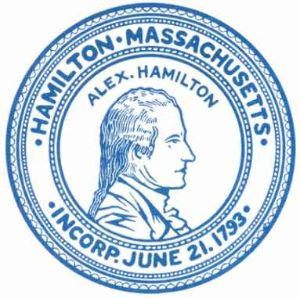 · HAMILTON · MASSACHUSETTS ·
ALEX. HAMILTON
· INCORP. JUNE 21. 1793 ·